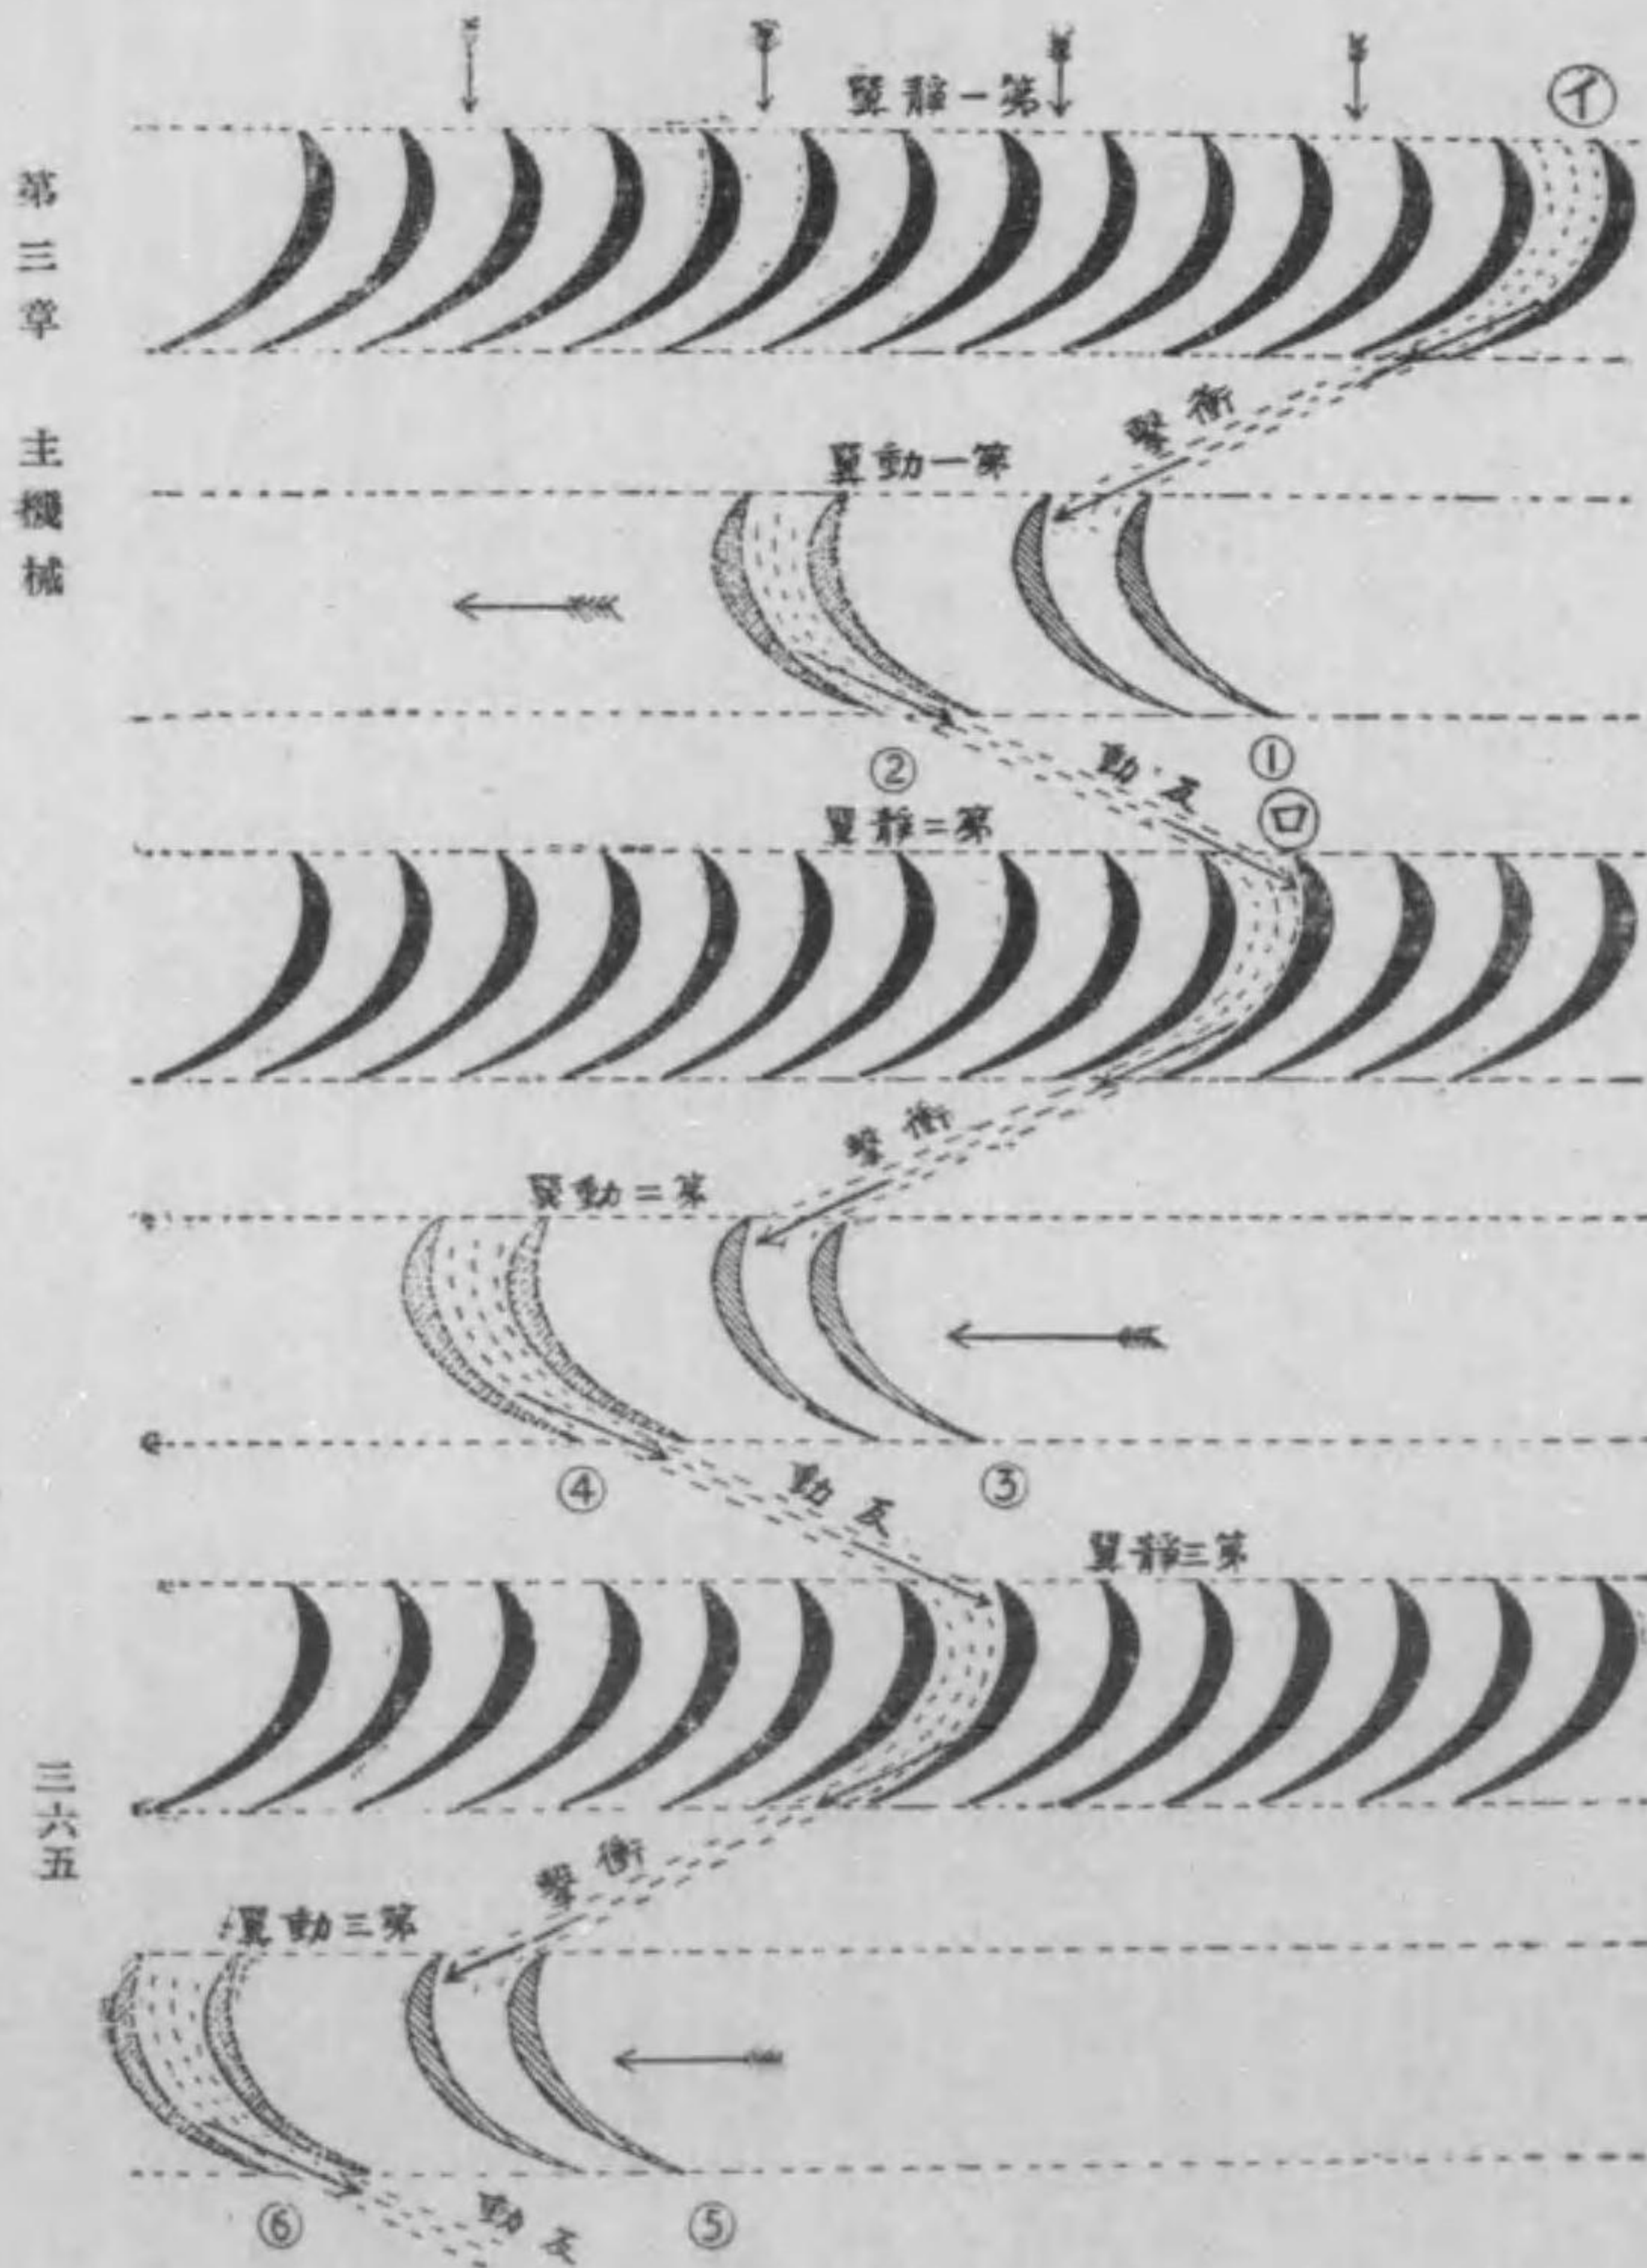 第三章　主機械
三六五
第一静翼
㋑
衝撃
第一動翼
①
②
反動
㋺
第二静翼
衝撃
第二動翼
③
④
反動
第三静翼
衝撃
第三動翼
⑤
⑥
反動